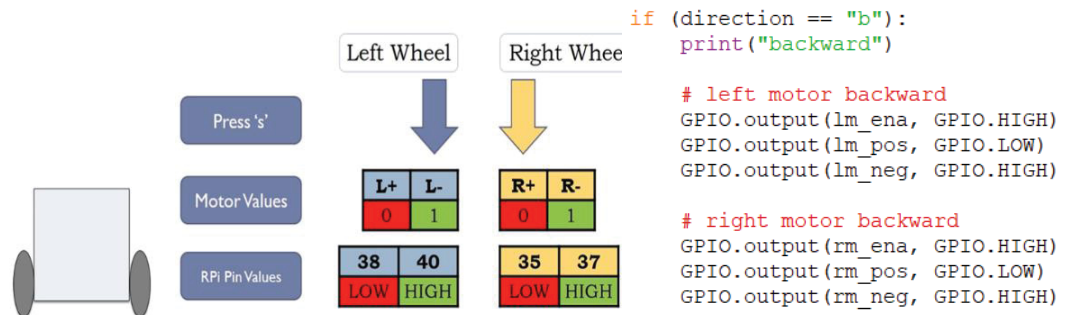 Left Wheel
Right Whee
Press 's'
Motor Values
L+ L-
0 1
R+ R-
0 1
RPi Pin Values
38 40
LOW HIGH
35 37
LOW HIGH
if (direction == "b"):
print("backward")
# left motor backward
GPIO.output(lm_ena, GPIO.HIGH)
GPIO.output(lm_pos, GPIO.LOW)
GPIO.output(lm_neg, GPIO.HIGH)
# right motor backward
GPIO.output(rm_ena, GPIO.HIGH)
GPIO.output(rm_pos, GPIO.LOW)
GPIO.output(rm_neg, GPIO.HIGH)